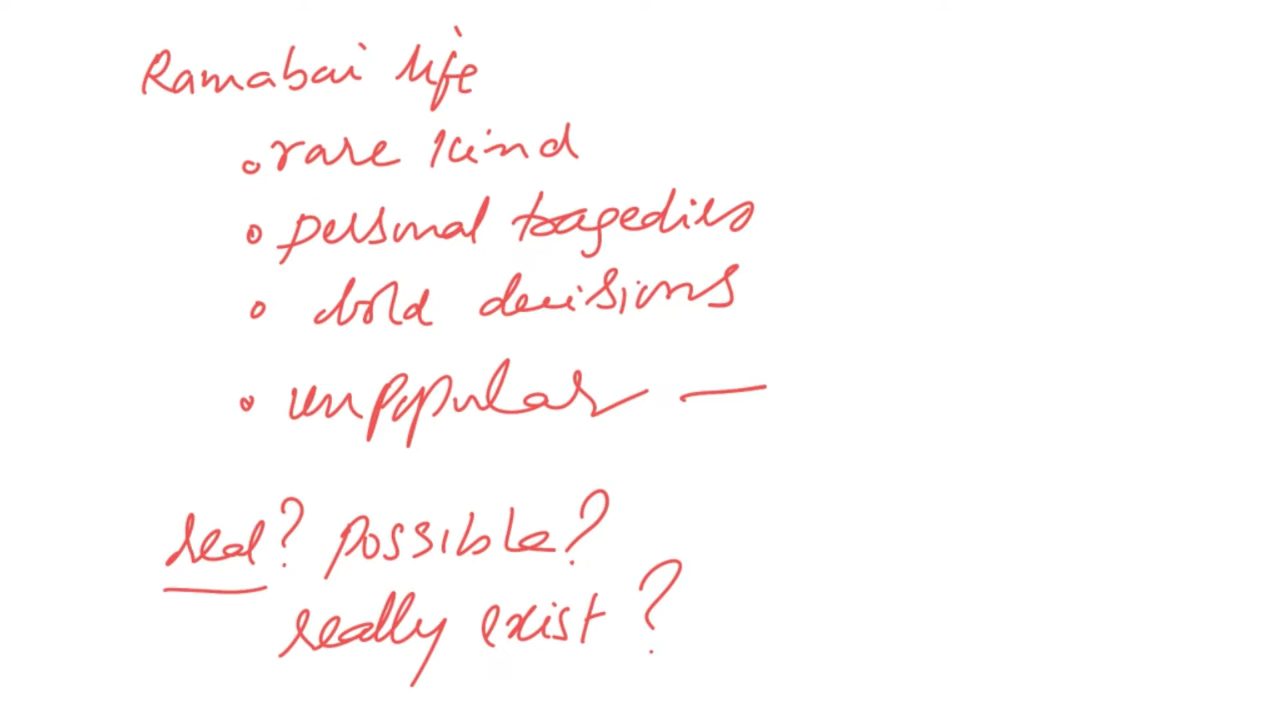 Ramabai life
• rare kind
• personal tragedies
• bold decisions
• unpopular —
real? possible?
really exist?